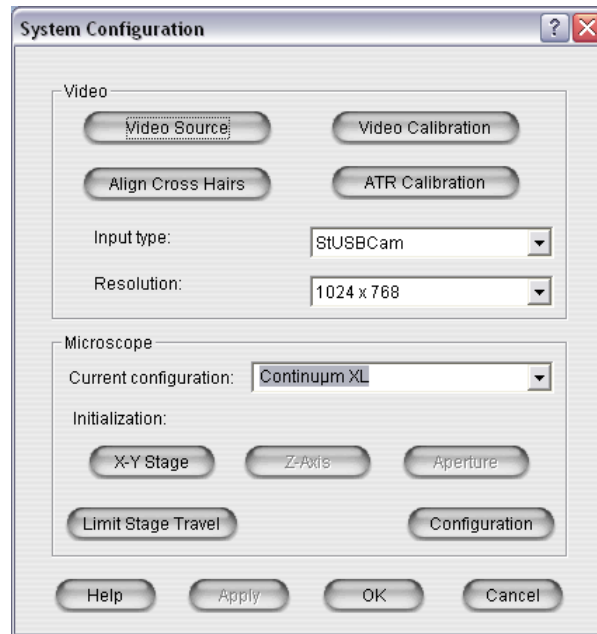 System Configuration
Video
Video Source
Video Calibration
Align Cross Hairs
ATR Calibration
Input type:
StUSBCam
Resolution:
1024 x 768
Microscope
Current configuration:
Continuµm XL
Initialization:
X-Y Stage
Z-Axis
Aperture
Limit Stage Travel
Configuration
Help
Apply
OK
Cancel